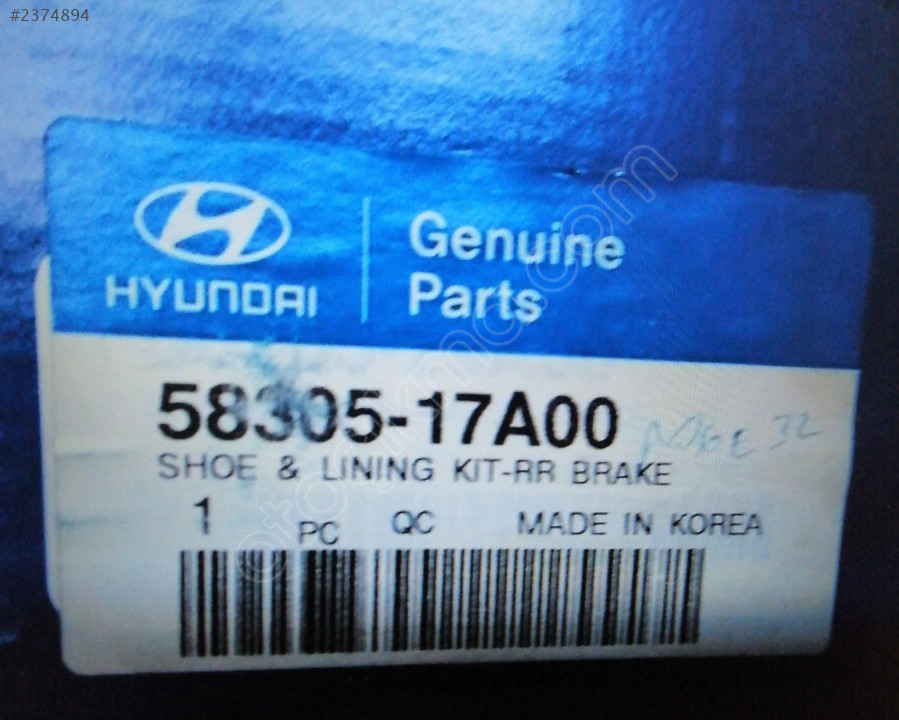 #2374894
HYUNDAI
Genuine
Parts
58305-17A00
SHOE & LINING KIT-RR BRAKE
1 PC QC MADE IN KOREA